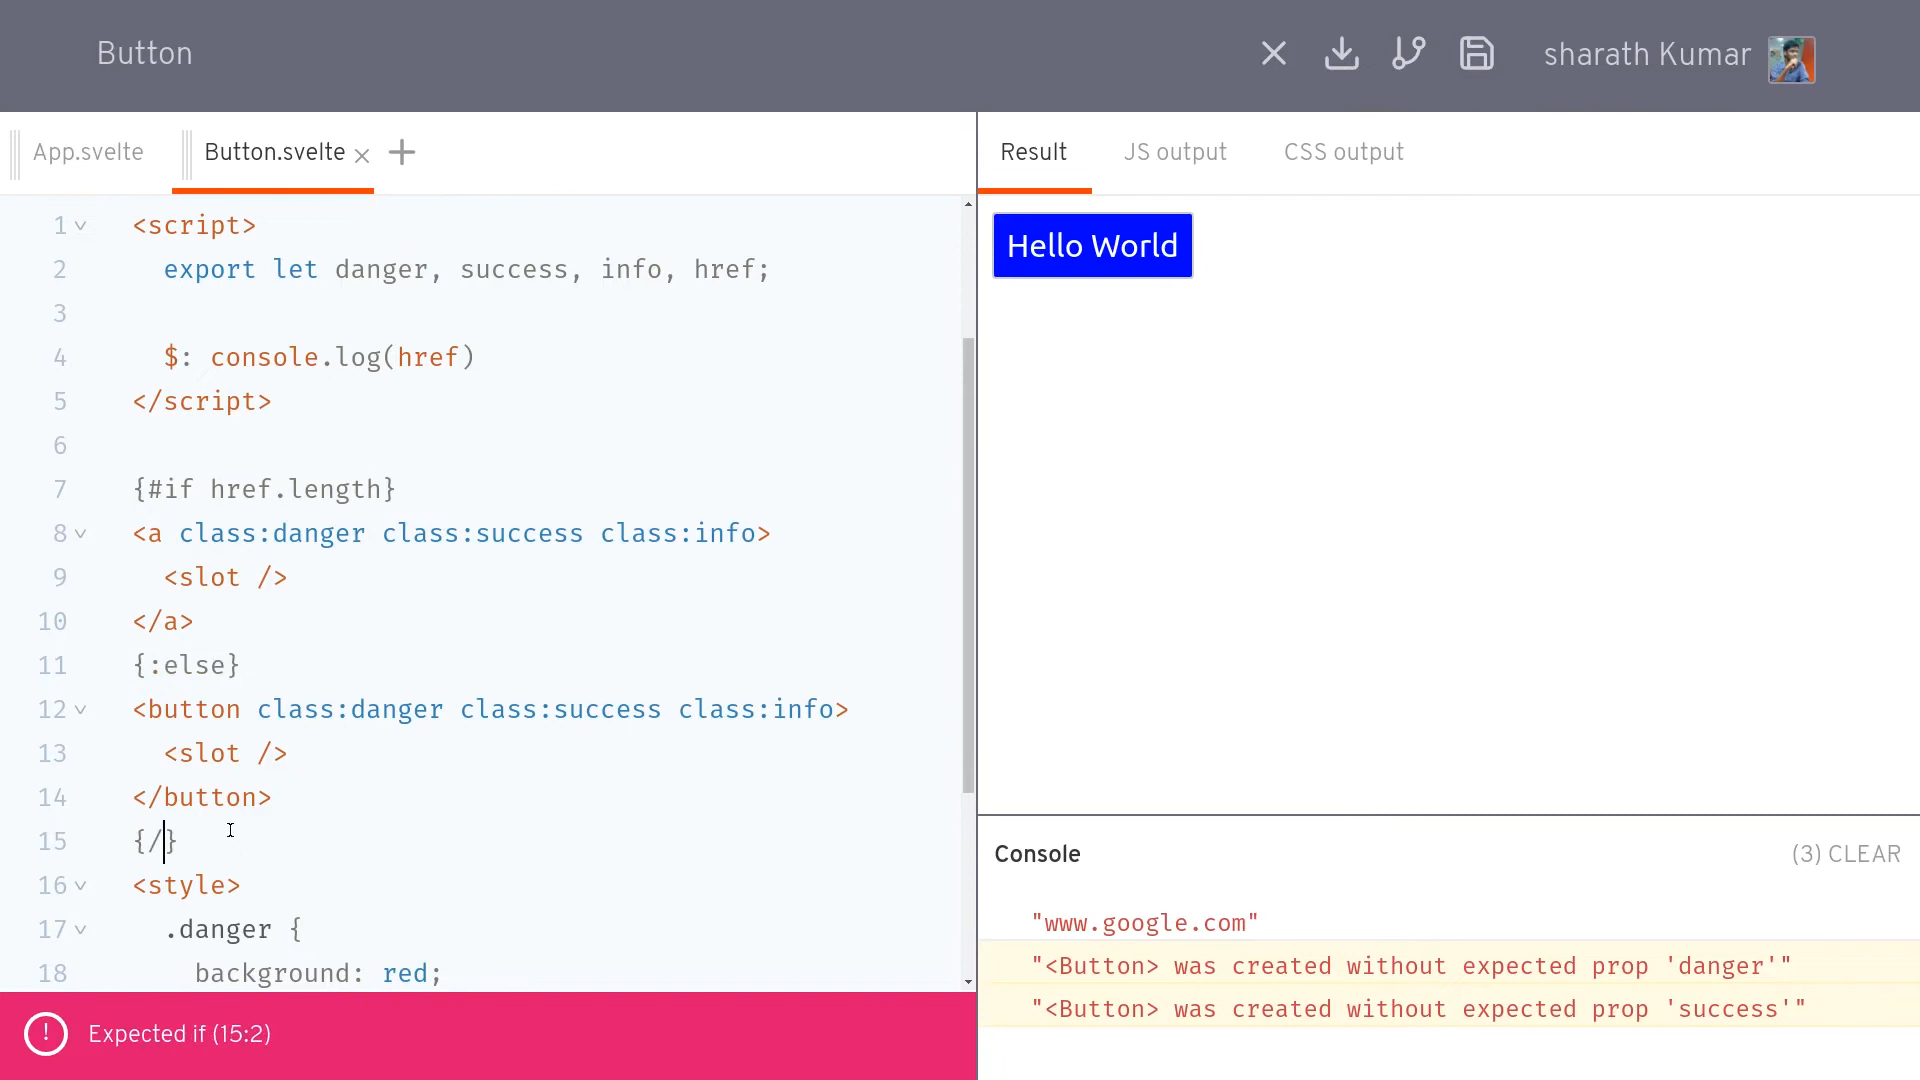 Button
sharath Kumar
App.svelte
Button.svelte
Result
JS output
CSS output
1 <script>
2 export let danger, success, info, href;
3
4 $: console.log(href)
5 </script>
6
7 {#if href.length}
8 <a class:danger class:success class:info>
9 <slot />
10 </a>
11 {:else}
12 <button class:danger class:success class:info>
13 <slot />
14 </button>
15 {/}
16 <style>
17 .danger {
18 background: red;
Expected if (15:2)
Hello World
Console
(3) CLEAR
"www.google.com"
"<Button> was created without expected prop 'danger'"
"<Button> was created without expected prop 'success'"